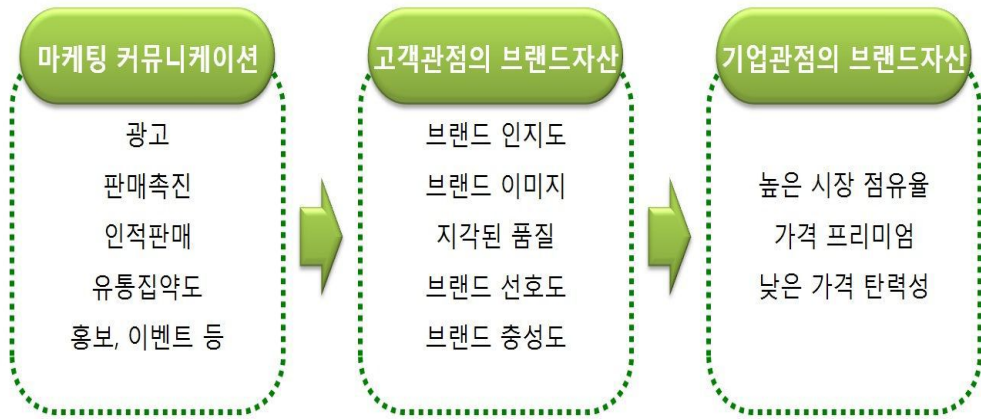 마케팅 커뮤니케이션
광고
판매촉진
인적판매
유통집약도
홍보, 이벤트 등
고객관점의 브랜드자산
브랜드 인지도
브랜드 이미지
지각된 품질
브랜드 선호도
브랜드 충성도
기업관점의 브랜드자산
높은 시장 점유율
가격 프리미엄
낮은 가격 탄력성